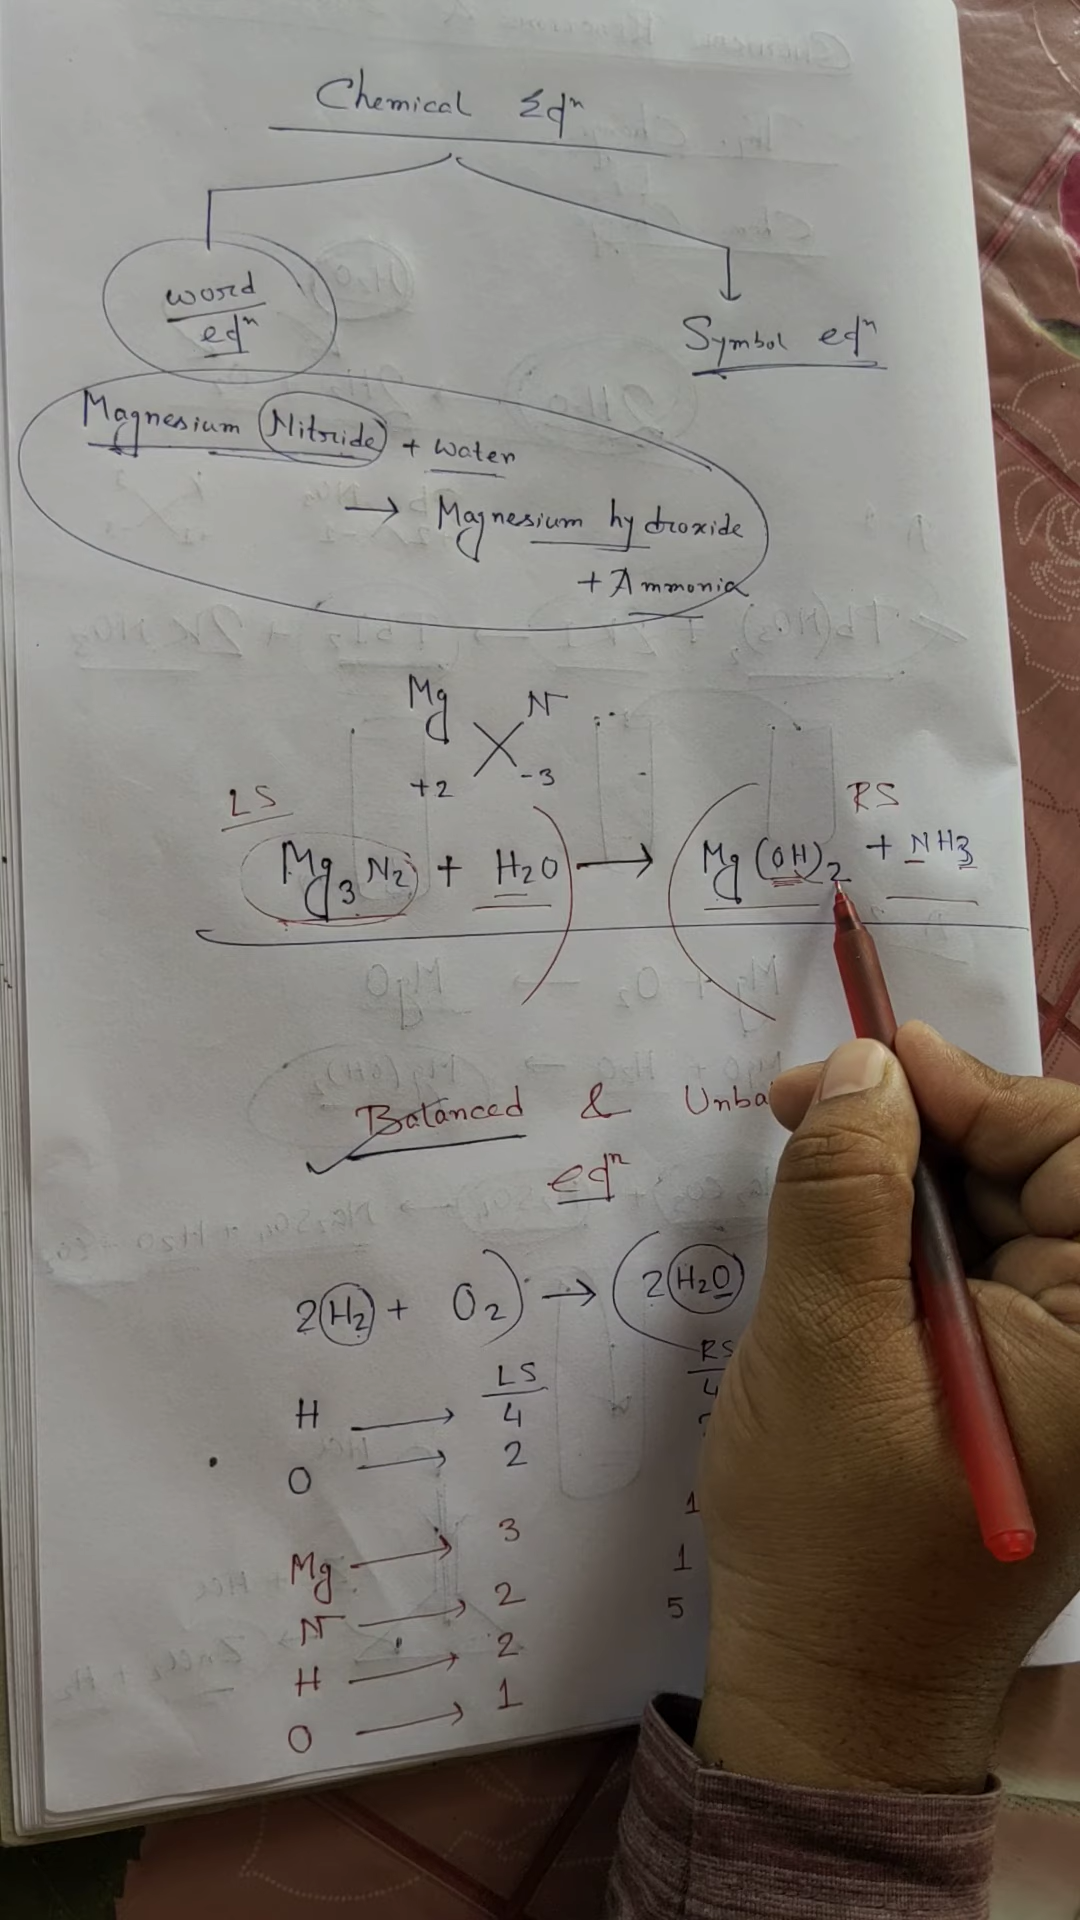 Chemical Eqⁿ
word
eqⁿ
Symbol eqⁿ
Magnesium Nitride + water
→ Magnesium hydroxide
+ Ammonia
Mg N
+2 -3
LS RS
Mg₃N₂ + H₂O → Mg(OH)₂ + NH₃
Balanced & Unba
eqⁿ
2H₂ + O₂ → 2H₂O
LS RS
H → 4 4
O → 2
Mg → 3 1
N → 2 1
H → 2 5
O → 1